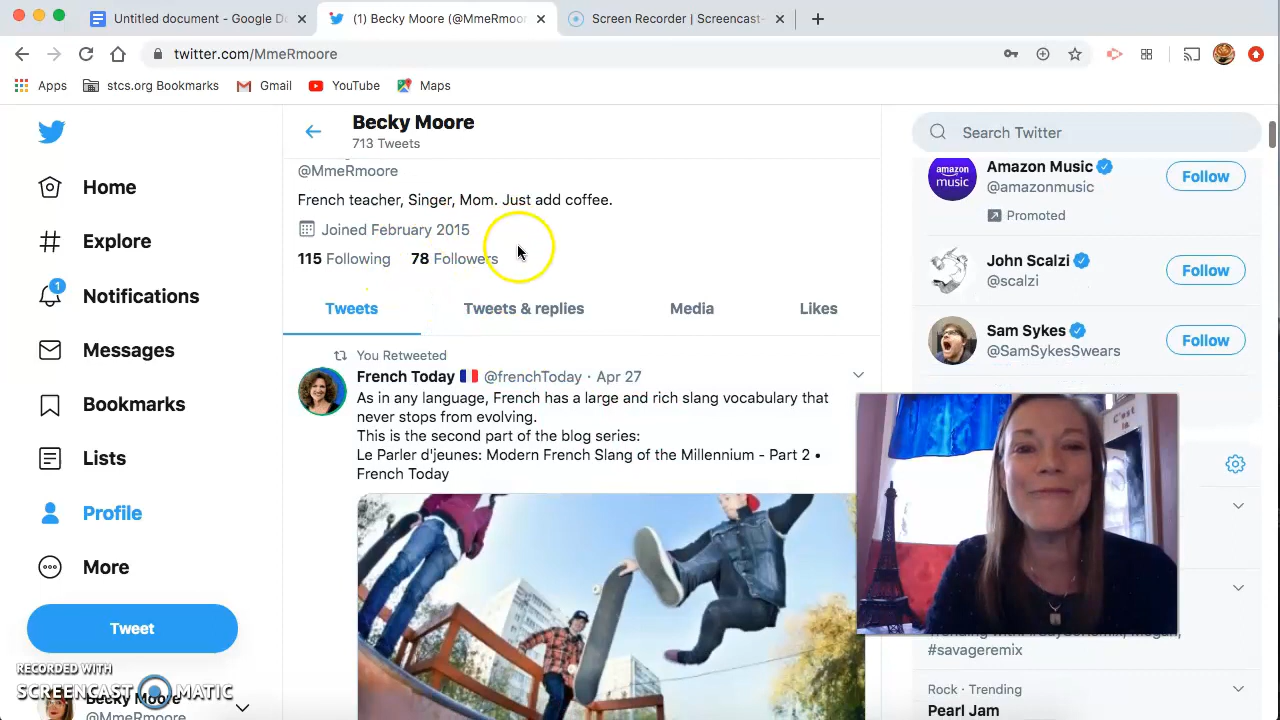 Untitled document - Google D
(1) Becky Moore (@MmeRmoor
Screen Recorder | Screencast-
twitter.com/MmeRmoore
Apps
stcs.org Bookmarks
Gmail
YouTube
Maps
Home
Explore
1
Notifications
Messages
Bookmarks
Lists
Profile
More
Tweet
RECORDED WITH
SCREENCAST MATIC
Becky Moore
@MmeRmoore
Becky Moore
713 Tweets
@MmeRmoore
French teacher, Singer, Mom. Just add coffee.
Joined February 2015
115 Following 78 Followers
Tweets
Tweets & replies
Media
Likes
You Retweeted
French Today @frenchToday · Apr 27
As in any language, French has a large and rich slang vocabulary that
never stops from evolving.
This is the second part of the blog series:
Le Parler d'jeunes: Modern French Slang of the Millennium - Part 2 •
French Today
Search Twitter
Amazon Music
@amazonmusic
Follow
Promoted
John Scalzi
@scalzi
Follow
Sam Sykes
@SamSykesSwears
Follow
C'est
la
#savageremix
Rock · Trending
Pearl Jam